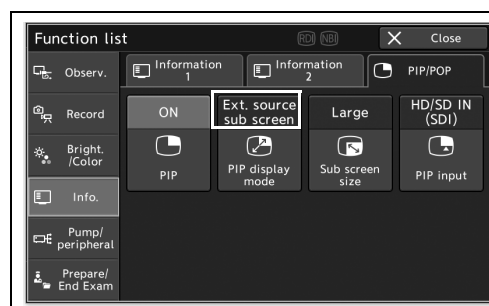 Function list
RDI NBI
Close
Observ.
Record
Bright.
/Color
Info.
Pump/
peripheral
Prepare/
End Exam
Information
1
Information
2
PIP/POP
ON
PIP
Ext. source
sub screen
PIP display
mode
Large
Sub screen
size
HD/SD IN
(SDI)
PIP input